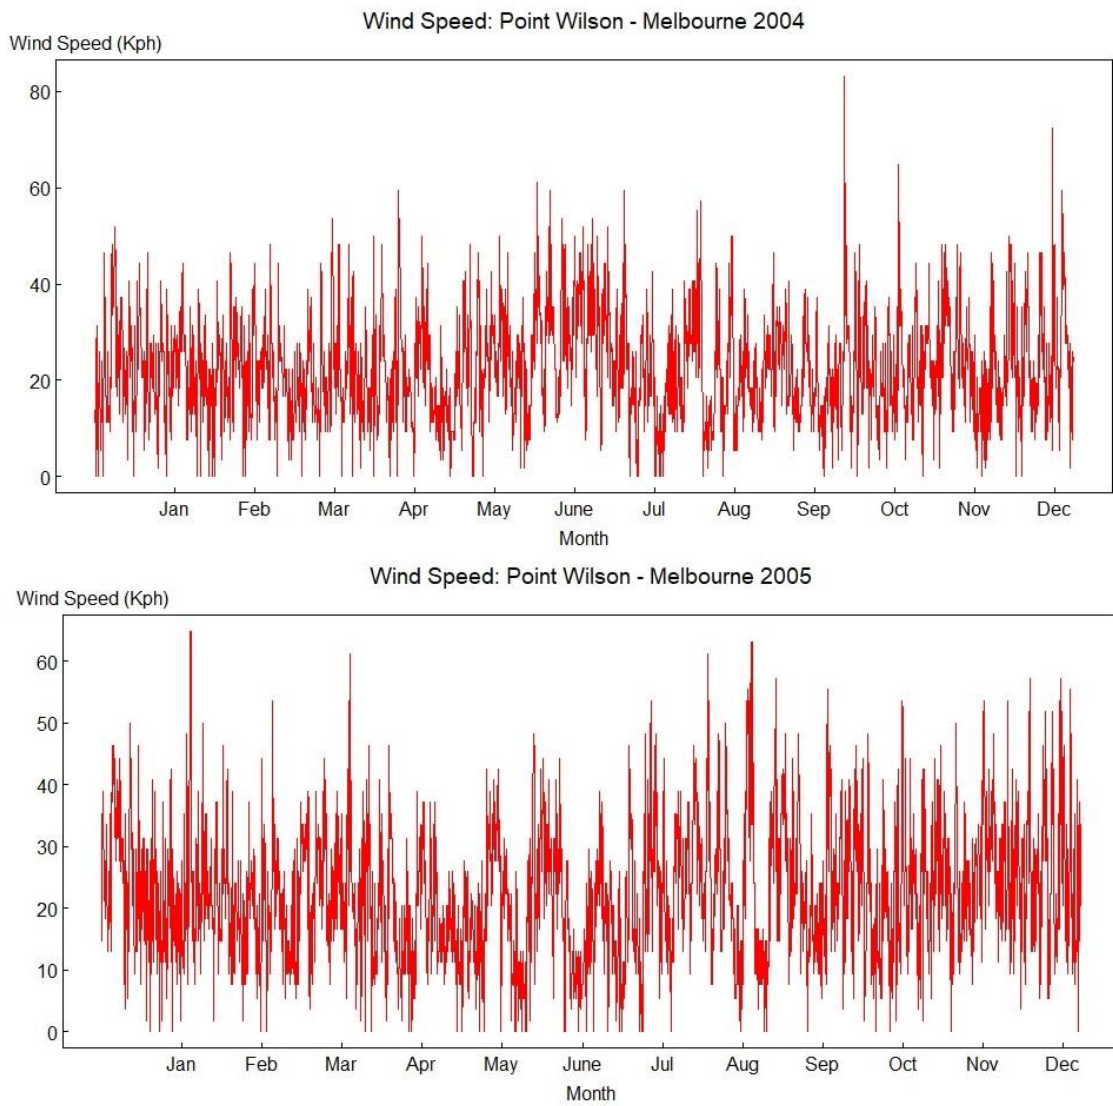 Wind Speed: Point Wilson - Melbourne 2004
Wind Speed (Kph)
80
60
40
20
0
Jan Feb Mar Apr May June Jul Aug Sep Oct Nov Dec
Month
Wind Speed: Point Wilson - Melbourne 2005
Wind Speed (Kph)
60
50
40
30
20
10
0
Jan Feb Mar Apr May June Jul Aug Sep Oct Nov Dec
Month